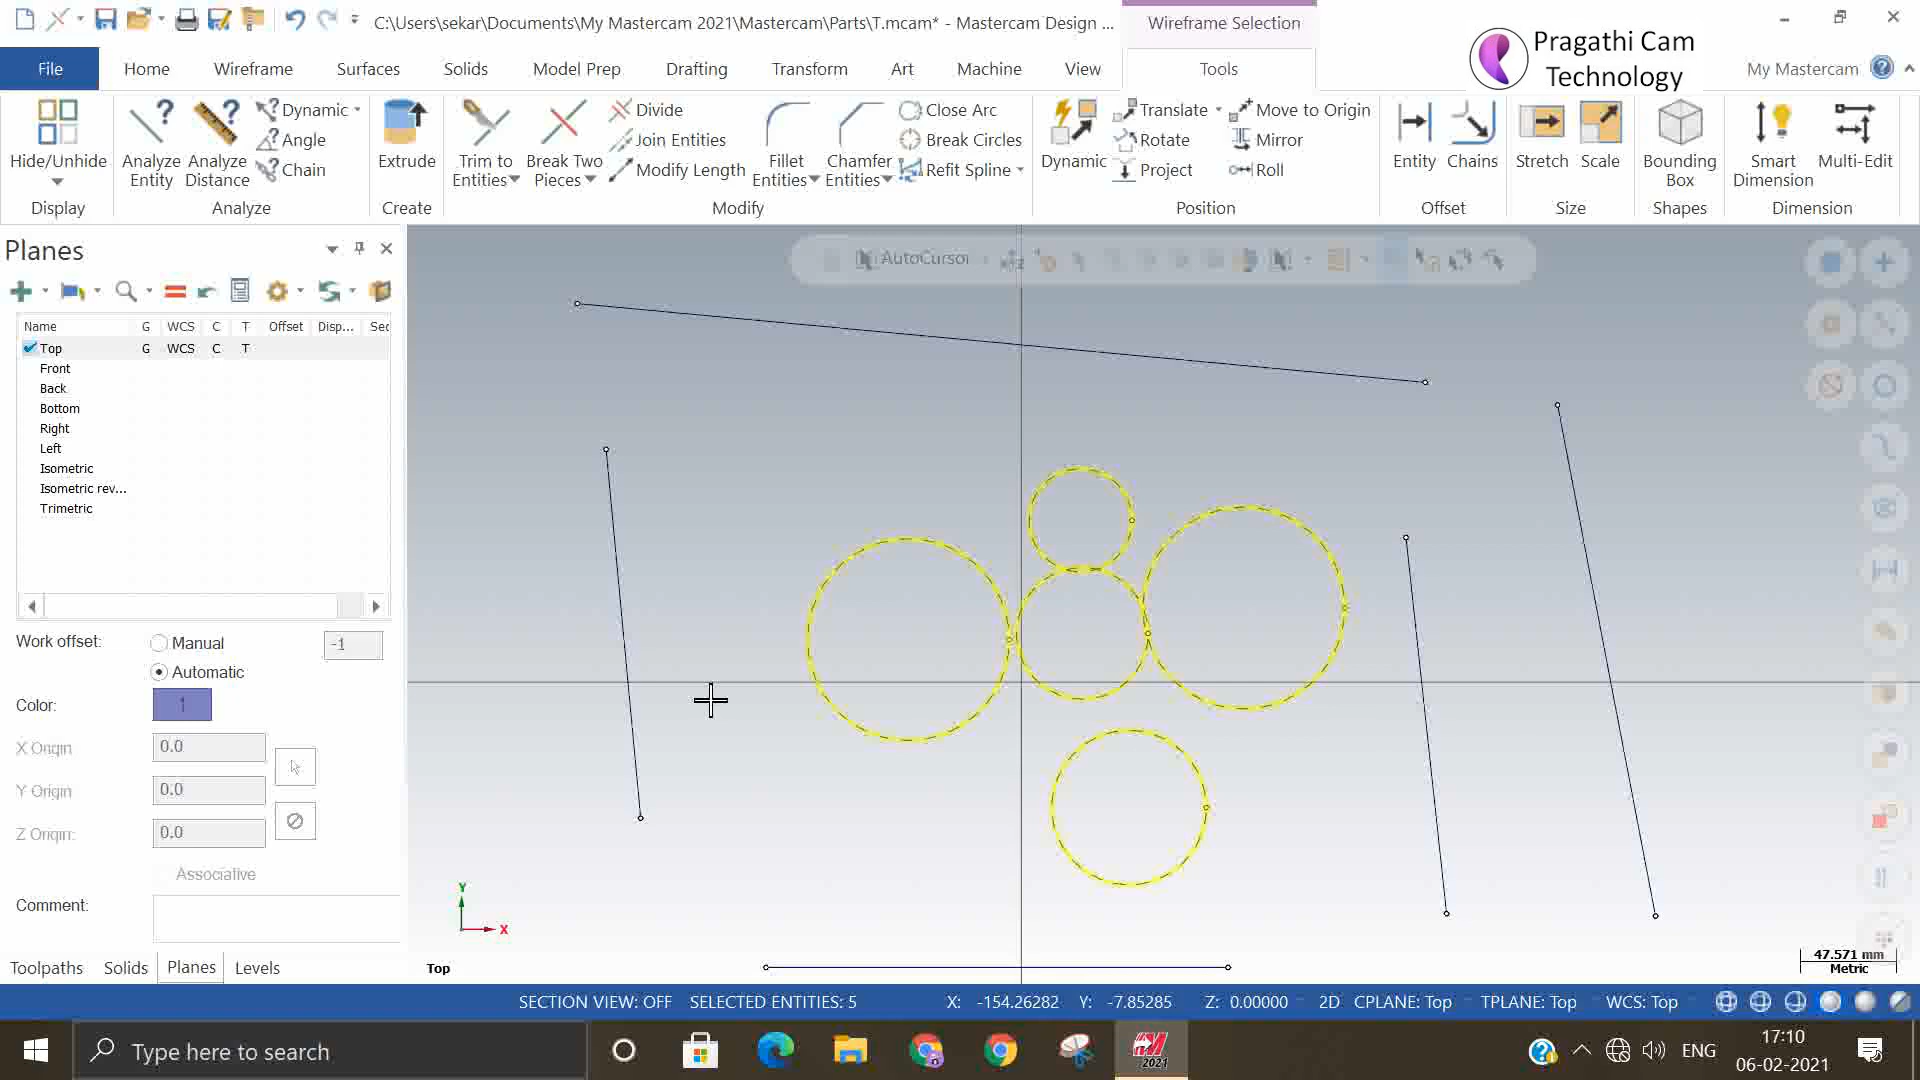 C:\Users\sekar\Documents\My Mastercam 2021\Mastercam\Parts\T.mcam* - Mastercam Design ...
Wireframe Selection
Pragathi Cam
Technology
File
Home
Wireframe
Surfaces
Solids
Model Prep
Drafting
Transform
Art
Machine
View
Tools
My Mastercam
Hide/Unhide
Display
Analyze
Entity
Analyze
Distance
Dynamic
Angle
Chain
Analyze
Extrude
Create
Trim to
Entities
Break Two
Pieces
Divide
Join Entities
Modify Length
Fillet
Entities
Chamfer
Entities
Close Arc
Break Circles
Refit Spline
Modify
Dynamic
Translate
Rotate
Project
Move to Origin
Mirror
Roll
Position
Entity
Chains
Offset
Stretch
Scale
Size
Bounding
Box
Shapes
Smart
Dimension
Multi-Edit
Dimension
Planes
AutoCursor
Name G WCS C T Offset Disp... Sec
Top G WCS C T
Front
Back
Bottom
Right
Left
Isometric
Isometric rev...
Trimetric
Work offset:
Manual
-1
Automatic
Color:
1
X Origin
0.0
Y Origin
0.0
Z Origin:
0.0
Associative
Comment:
Y
X
Toolpaths
Solids
Planes
Levels
Top
47.571 mm
Metric
SECTION VIEW: OFF SELECTED ENTITIES: 5 X: -154.26282 Y: -7.85285 Z: 0.00000 2D CPLANE: Top TPLANE: Top WCS: Top
Type here to search
2021
ENG
17:10
06-02-2021